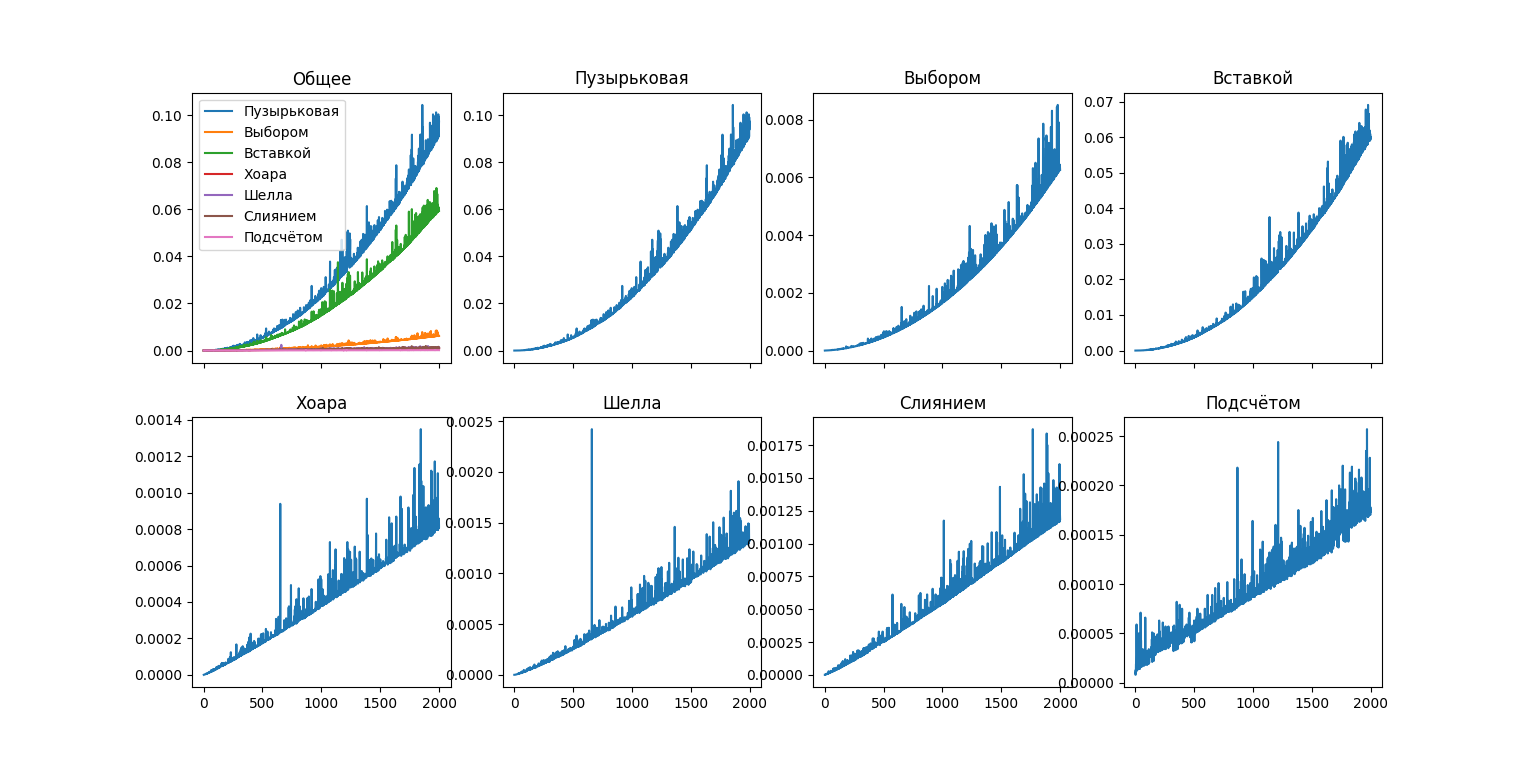 Общее
0.10
0.08
0.06
0.04
0.02
0.00
Пузырьковая
Выбором
Вставкой
Хоара
Шелла
Слиянием
Подсчётом
Пузырьковая
0.10
0.08
0.06
0.04
0.02
0.00
Выбором
0.008
0.006
0.004
0.002
0.000
Вставкой
0.07
0.06
0.05
0.04
0.03
0.02
0.01
0.00
Хоара
0.0014
0.0012
0.0010
0.0008
0.0006
0.0004
0.0002
0.0000
0 500 1000 1500 2000
Шелла
0.0025
0.0020
0.0015
0.0010
0.0005
0.0000
0 500 1000 1500 2000
Слиянием
0.00175
0.00150
0.00125
0.00100
0.00075
0.00050
0.00025
0.00000
0 500 1000 1500 2000
Подсчётом
0.00025
0.00020
0.00015
0.00010
0.00005
0.00000
0 500 1000 1500 2000